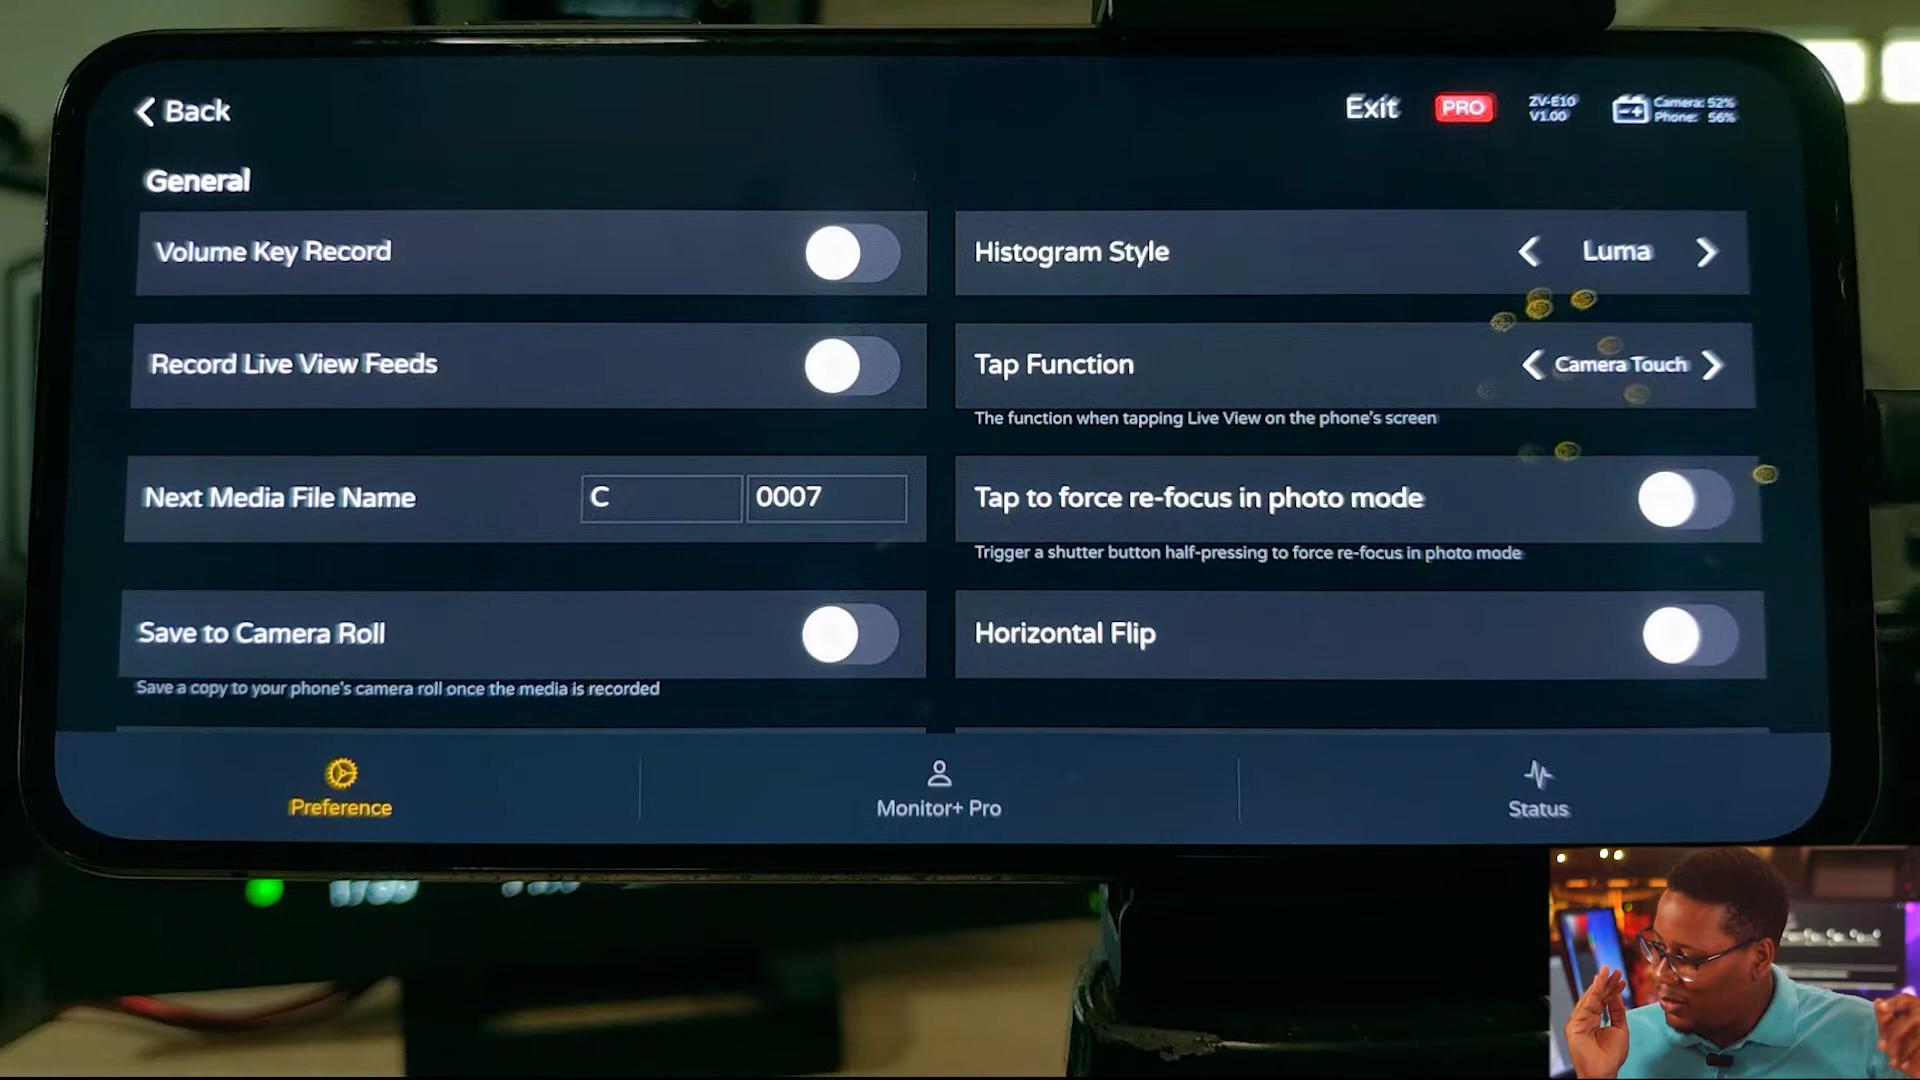 Back
Exit
PRO
ZV-E10
V1.00
Camera: 52%
Phone: 56%
General
Volume Key Record
Histogram Style
Luma
Record Live View Feeds
Tap Function
Camera Touch
The function when tapping Live View on the phone's screen
Next Media File Name
C
0007
Tap to force re-focus in photo mode
Trigger a shutter button half-pressing to force re-focus in photo mode
Save to Camera Roll
Horizontal Flip
Save a copy to your phone's camera roll once the media is recorded
Preference
Monitor+ Pro
Status